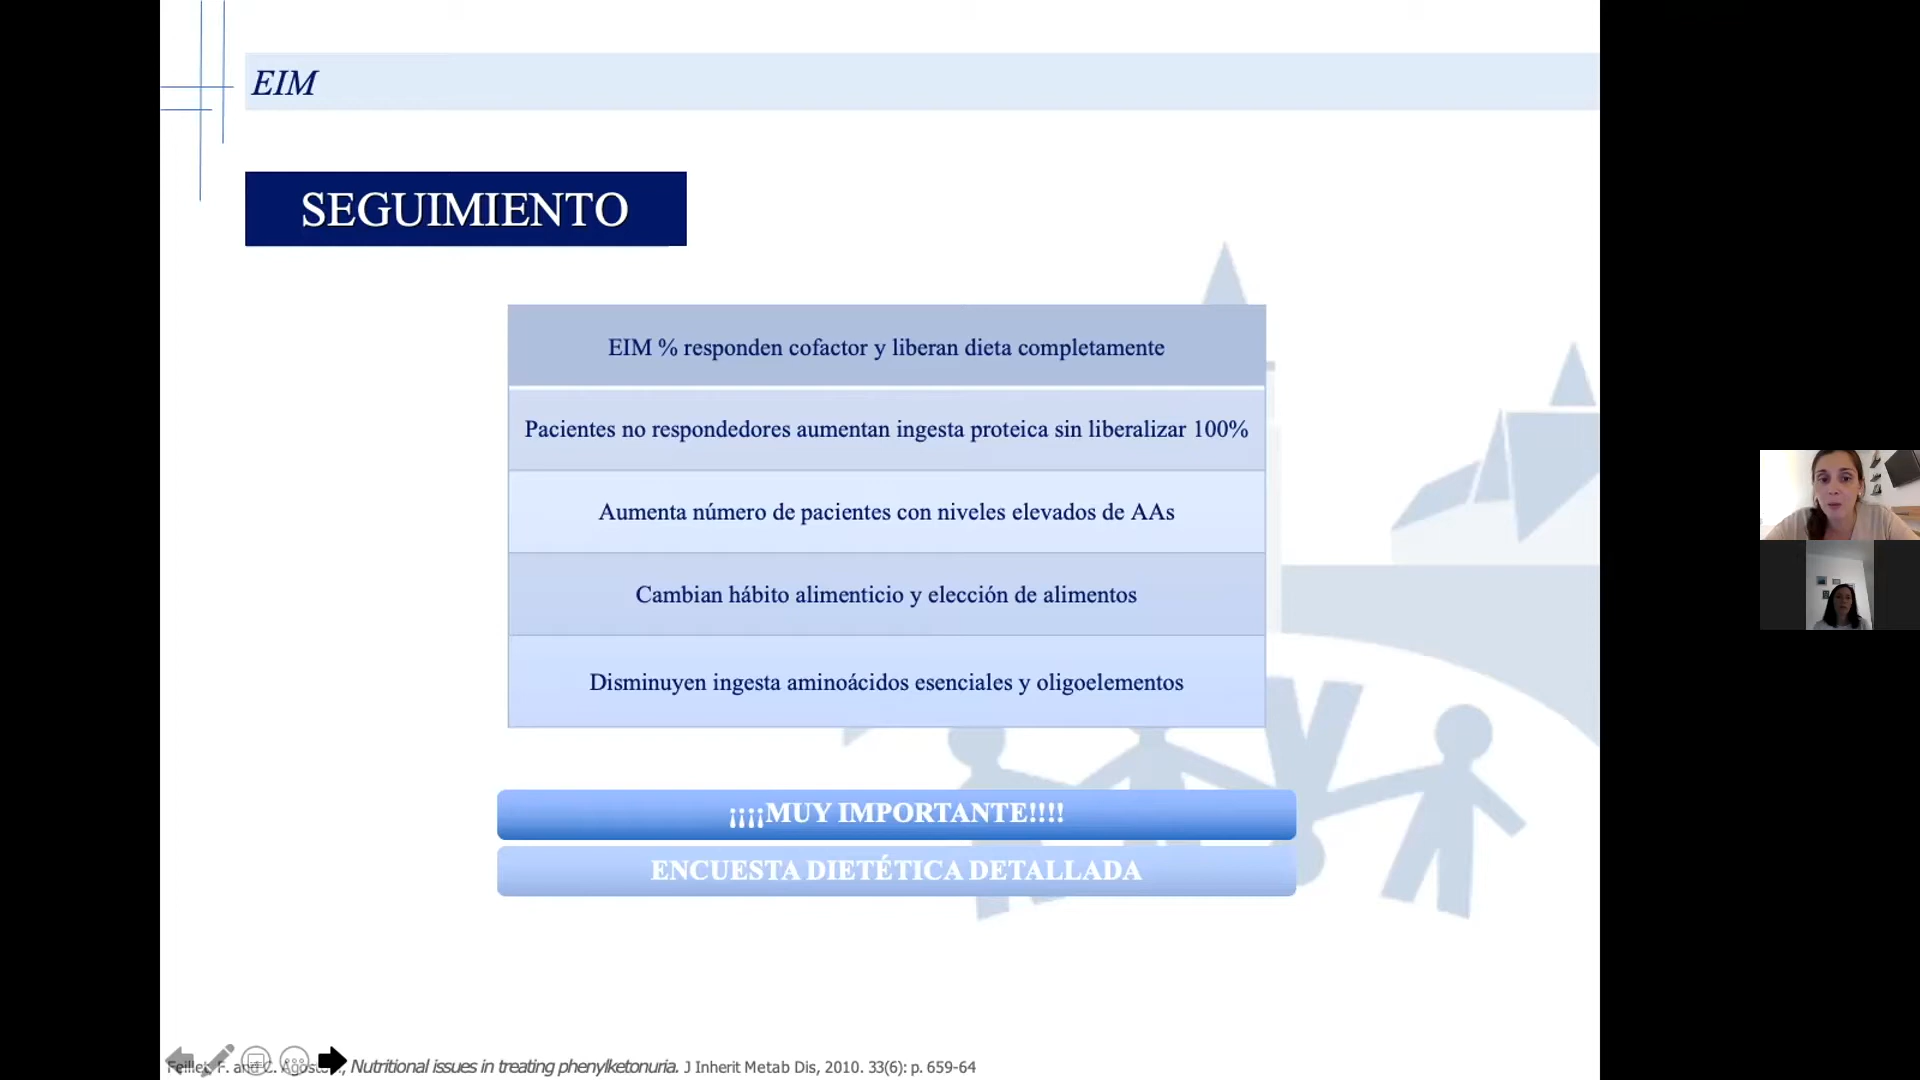 EIM
SEGUIMIENTO
EIM % responden cofactor y liberan dieta completamente
Pacientes no respondedores aumentan ingesta proteica sin liberalizar 100%
Aumenta número de pacientes con niveles elevados de AAs
Cambian hábito alimenticio y elección de alimentos
Disminuyen ingesta aminoácidos esenciales y oligoelementos
¡¡¡¡MUY IMPORTANTE!!!!
ENCUESTA DIETÉTICA DETALLADA
F. and C. Nutritional issues in treating phenylketonuria. J Inherit Metab Dis, 2010. 33(6): p. 659-64